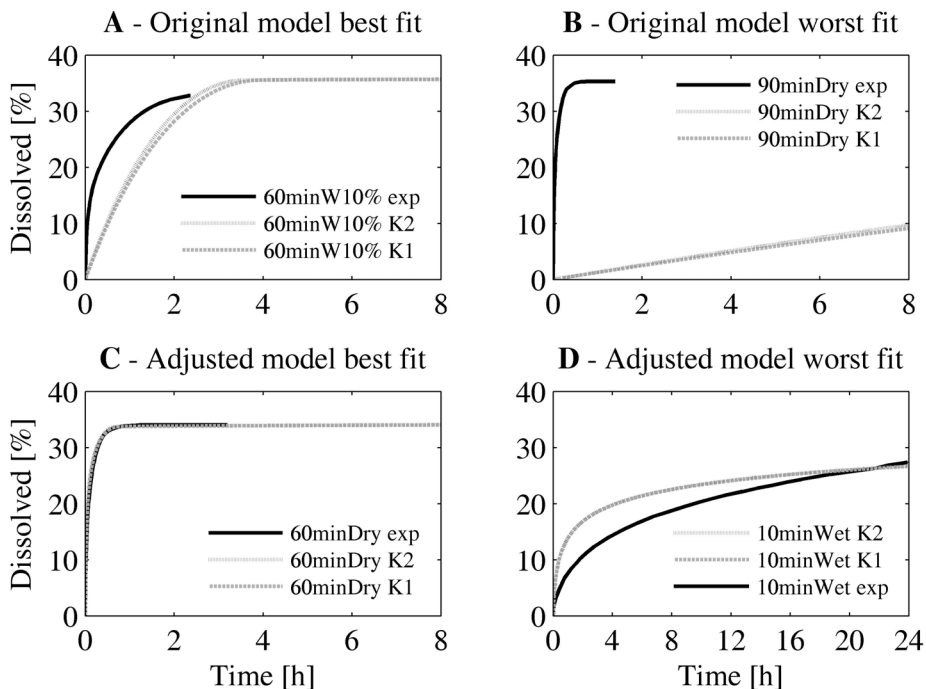 A - Original model best fit
Dissolved [%]
40
30
20
10
0
60minW10% exp
60minW10% K2
60minW10% K1
0 2 4 6 8
B - Original model worst fit
40
30
20
10
0
90minDry exp
90minDry K2
90minDry K1
0 2 4 6 8
C - Adjusted model best fit
Dissolved [%]
40
30
20
10
0
60minDry exp
60minDry K2
60minDry K1
0 2 4 6 8
Time [h]
D - Adjusted model worst fit
40
30
20
10
0
10minWet K2
10minWet K1
10minWet exp
0 4 8 12 16 20 24
Time [h]